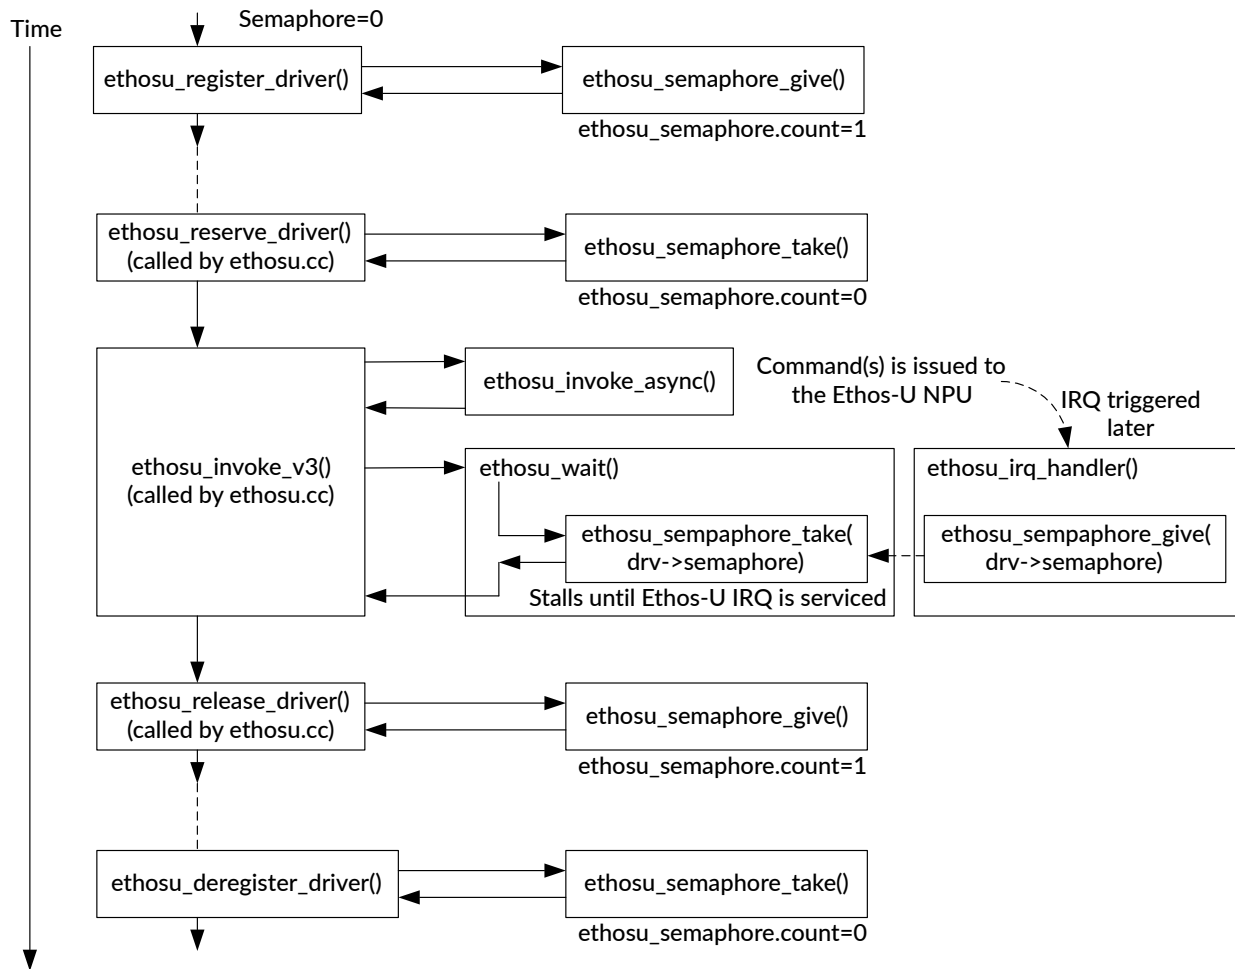 Semaphore=0
Time
ethosu_register_driver()
ethosu_semaphore_give()
ethosu_semaphore.count=1
ethosu_reserve_driver()
(called by ethosu.cc)
ethosu_semaphore_take()
ethosu_semaphore.count=0
ethosu_invoke_async()
Command(s) is issued to
the Ethos-U NPU
IRQ triggered
later
ethosu_invoke_v3()
(called by ethosu.cc)
ethosu_wait()
ethosu_irq_handler()
ethosu_sempaphore_take(
drv->semaphore)
ethosu_sempaphore_give(
drv->semaphore)
Stalls until Ethos-U IRQ is serviced
ethosu_release_driver()
(called by ethosu.cc)
ethosu_semaphore_give()
ethosu_semaphore.count=1
ethosu_deregister_driver()
ethosu_semaphore_take()
ethosu_semaphore.count=0